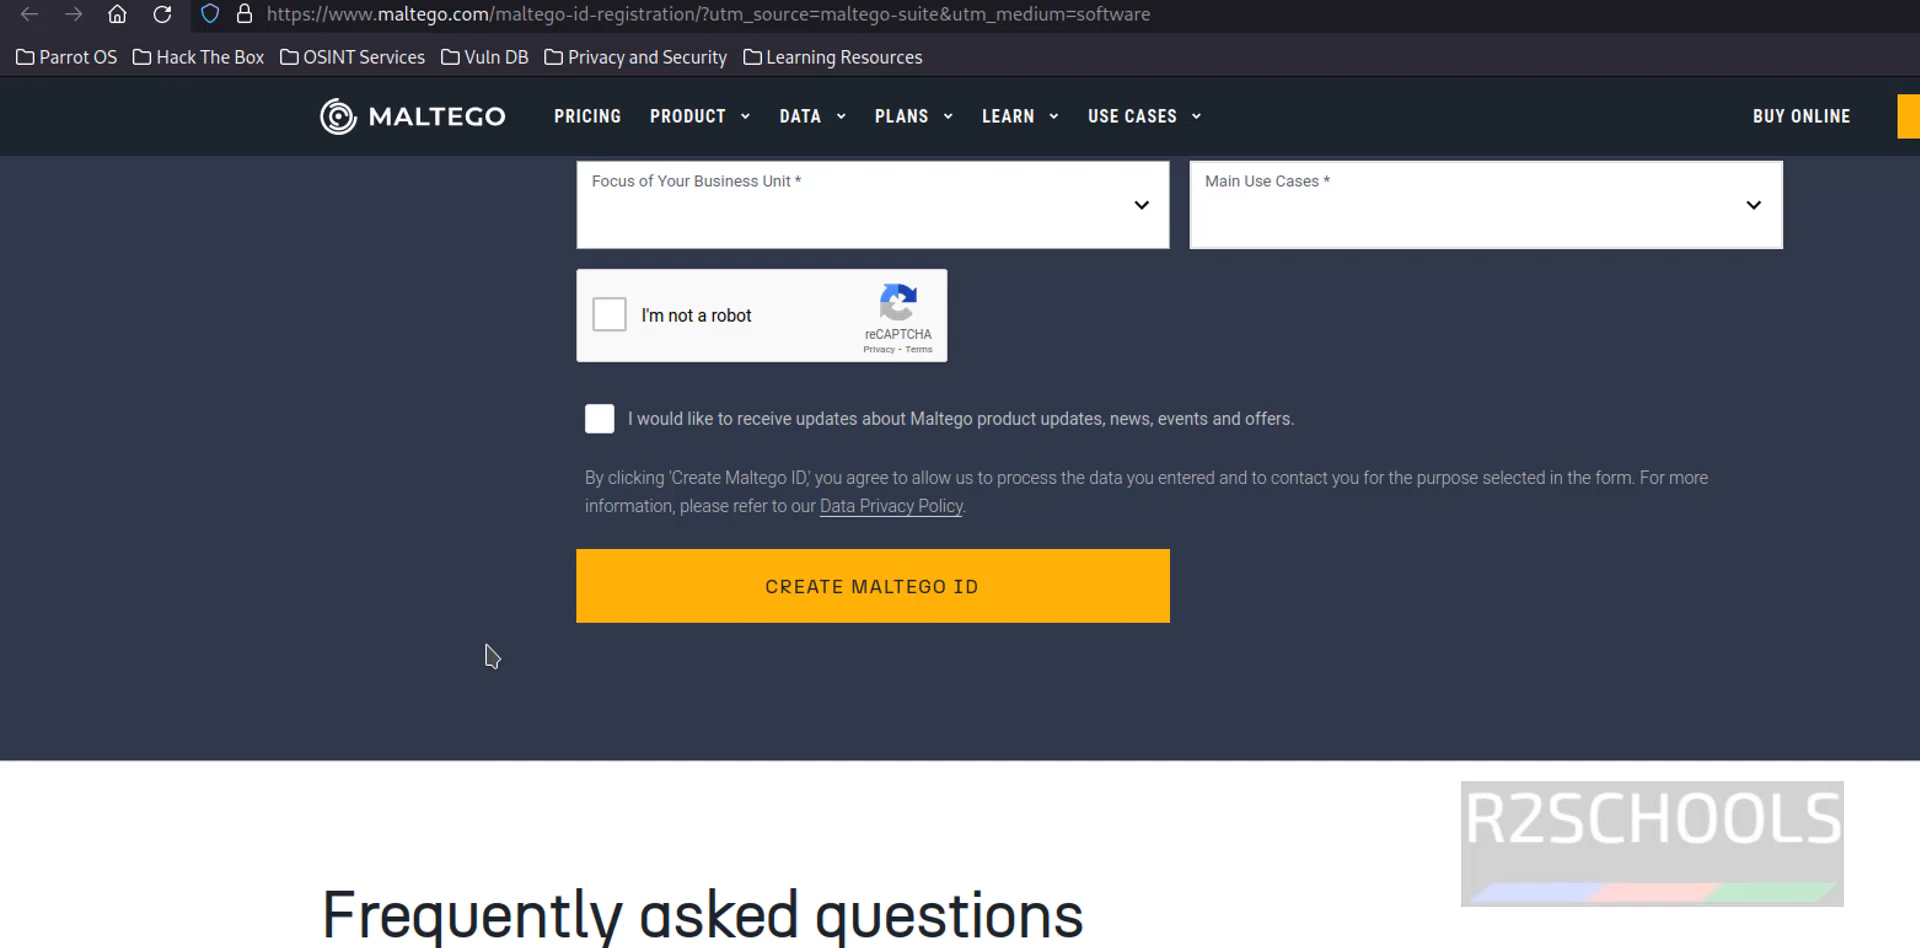 https://www.maltego.com/maltego-id-registration/?utm_source=maltego-suite&utm_medium=software
Parrot OS Hack The Box OSINT Services Vuln DB Privacy and Security Learning Resources
MALTEGO PRICING PRODUCT DATA PLANS LEARN USE CASES BUY ONLINE
Focus of Your Business Unit * Main Use Cases *
I'm not a robot
reCAPTCHA
Privacy - Terms
I would like to receive updates about Maltego product updates, news, events and offers.
By clicking 'Create Maltego ID,' you agree to allow us to process the data you entered and to contact you for the purpose selected in the form. For more
information, please refer to our Data Privacy Policy.
CREATE MALTEGO ID
R2SCHOOLS
Frequently asked questions